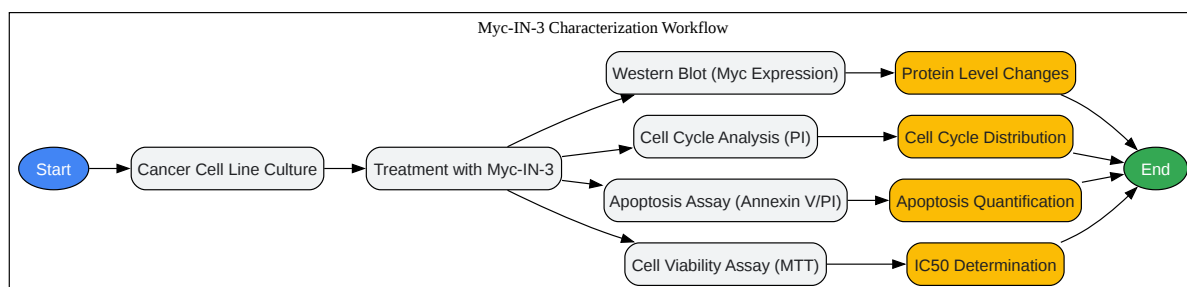 Myc-IN-3 Characterization Workflow
Start
Cancer Cell Line Culture
Treatment with Myc-IN-3
Western Blot (Myc Expression)
Protein Level Changes
Cell Cycle Analysis (PI)
Cell Cycle Distribution
Apoptosis Assay (Annexin V/PI)
Apoptosis Quantification
Cell Viability Assay (MTT)
IC50 Determination
End